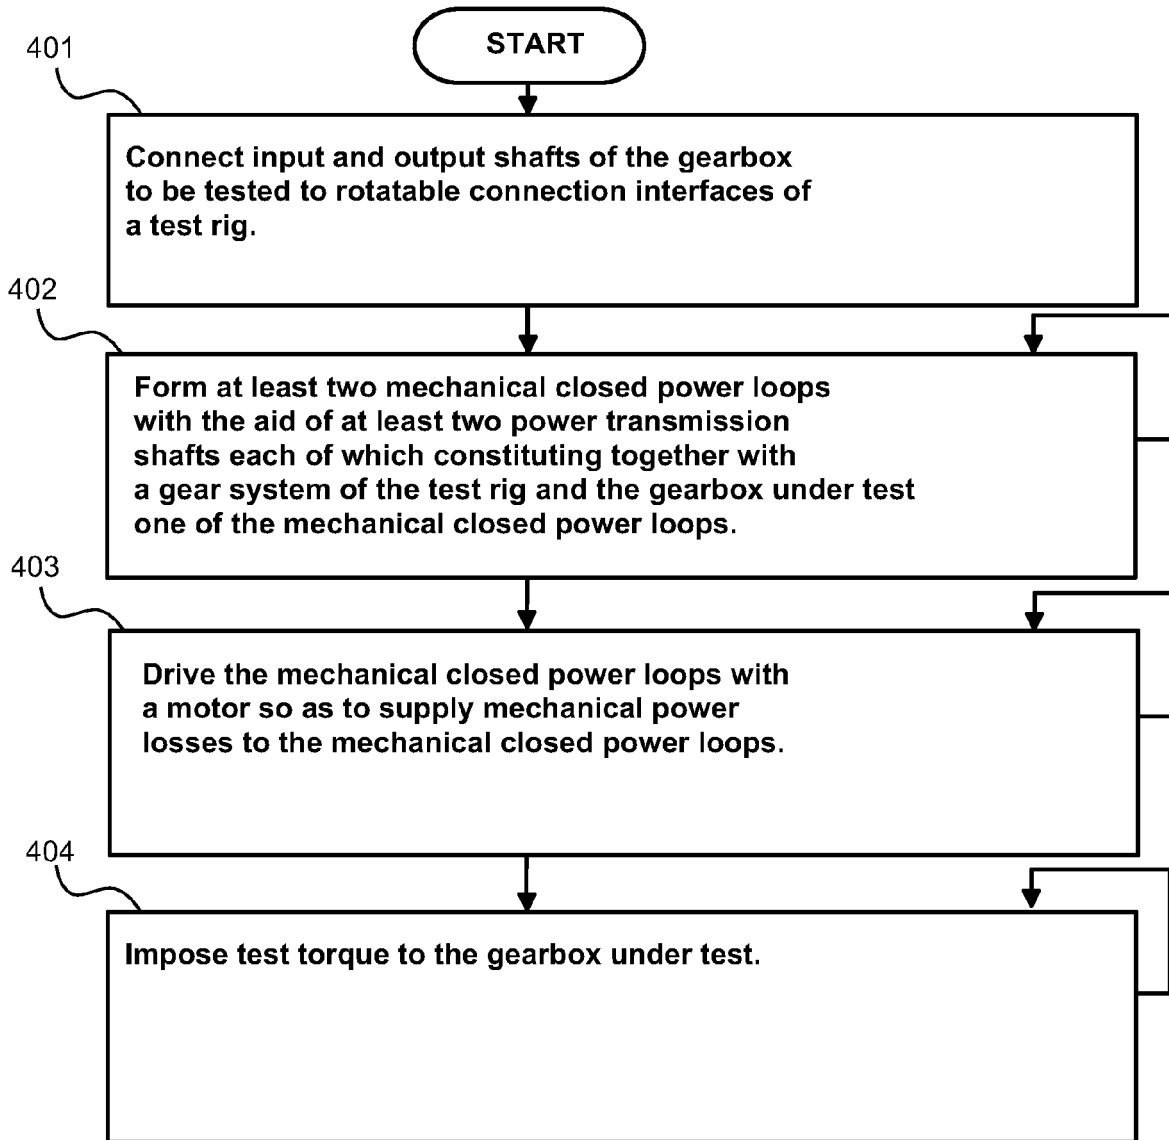 START
401
Connect input and output shafts of the gearbox
to be tested to rotatable connection interfaces of
a test rig.
402
Form at least two mechanical closed power loops
with the aid of at least two power transmission
shafts each of which constituting together with
a gear system of the test rig and the gearbox under test
one of the mechanical closed power loops.
403
Drive the mechanical closed power loops with
a motor so as to supply mechanical power
losses to the mechanical closed power loops.
404
Impose test torque to the gearbox under test.